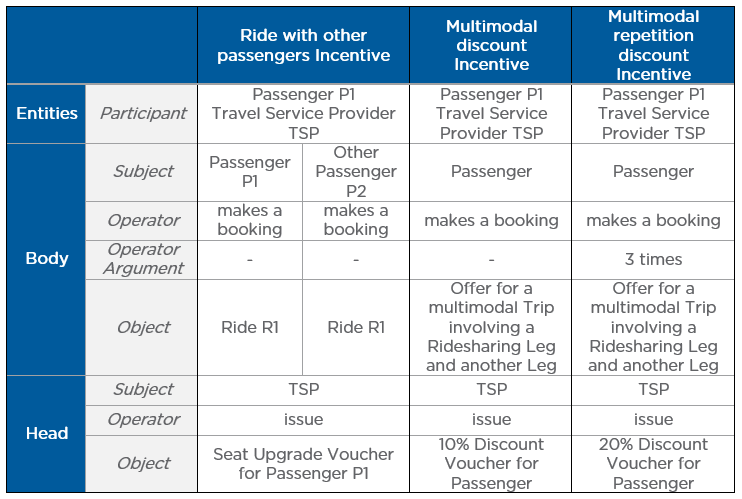 Ride with other
passengers Incentive
Multimodal
discount
Incentive
Multimodal
repetition
discount
Incentive
Entities
Participant
Passenger P1
Travel Service Provider
TSP
Passenger P1
Travel Service
Provider TSP
Passenger P1
Travel Service
Provider TSP
Body
Subject
Passenger
P1
Other
Passenger
P2
Passenger
Passenger
Operator
makes a
booking
makes a
booking
makes a booking
makes a booking
Operator
Argument
-
-
-
3 times
Object
Ride R1
Ride R1
Offer for a
multimodal Trip
involving a
Ridesharing Leg
and another Leg
Offer for a
multimodal Trip
involving a
Ridesharing Leg
and another Leg
Head
Subject
TSP
TSP
TSP
Operator
issue
issue
issue
Object
Seat Upgrade Voucher
for Passenger P1
10% Discount
Voucher for
Passenger
20% Discount
Voucher for
Passenger